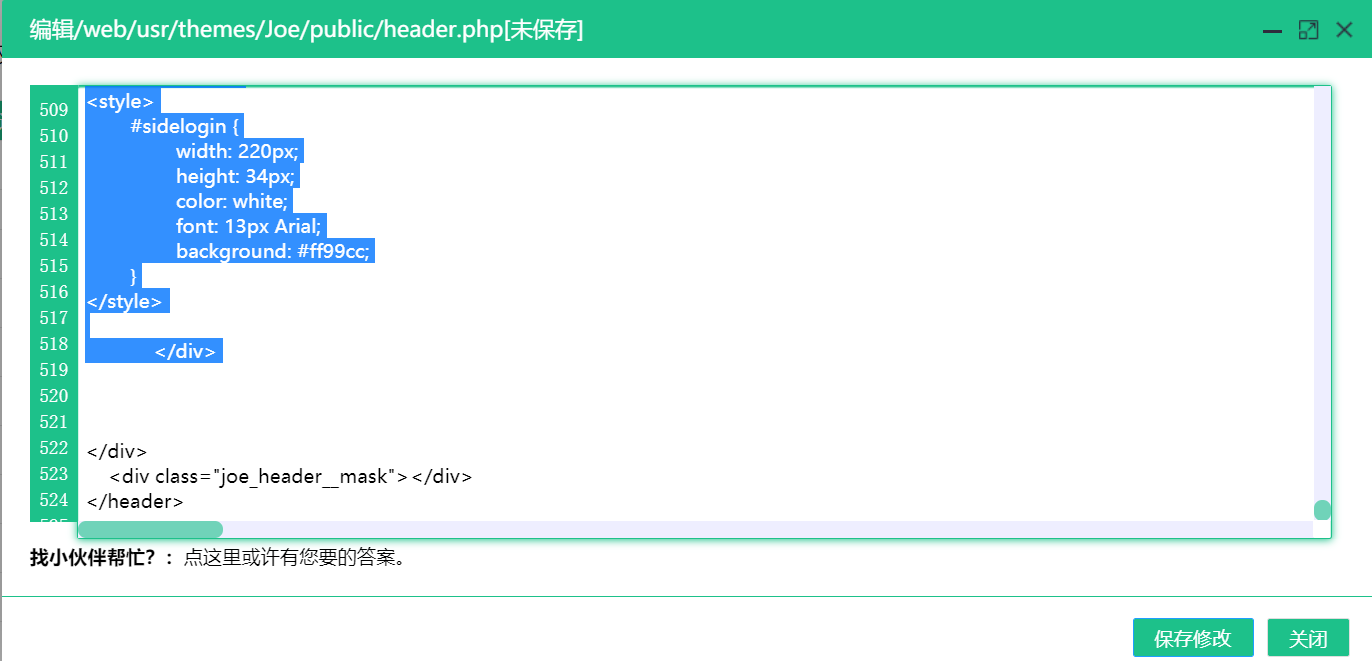 编辑/web/usr/themes/Joe/public/header.php[未保存]
509 <style>
510 #sidelogin {
511 width: 220px;
512 height: 34px;
513 color: white;
514 font: 13px Arial;
515 background: #ff99cc;
516 }
517 </style>
518
519 </div>
520
521
522 </div>
523 <div class="joe_header__mask"></div>
524 </header>
找小伙伴帮忙？： 点这里或许有您要的答案。
保存修改 关闭